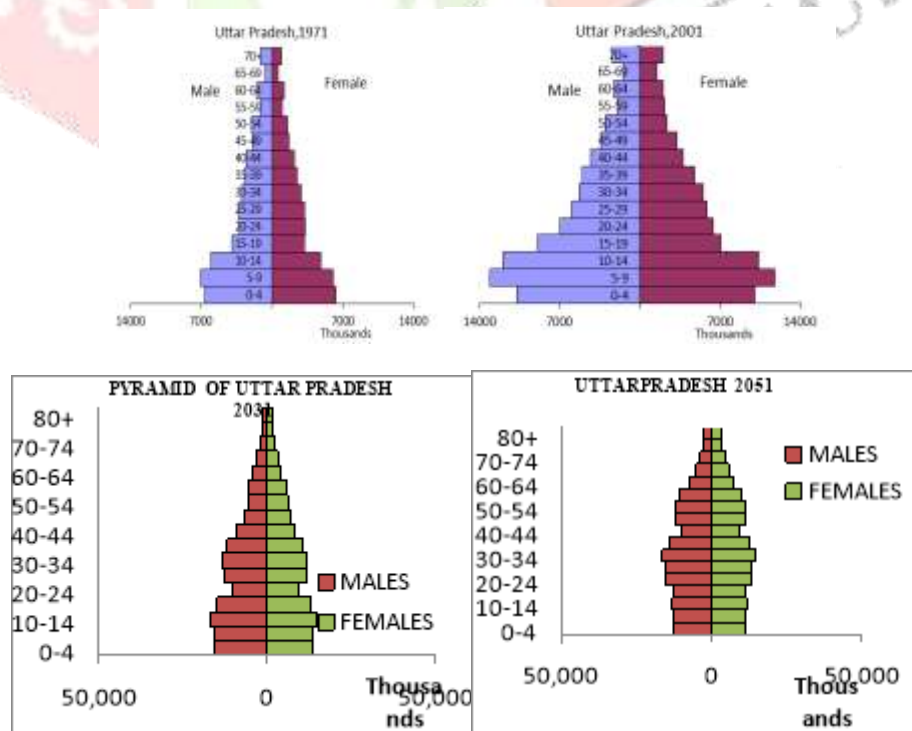 Uttar Pradesh,1971
Male
Female
70+
65-69
60-64
55-59
50-54
45-49
40-44
35-39
30-34
25-29
20-24
15-19
10-14
5-9
0-4
14000 7000 7000 14000
Thousands
Uttar Pradesh,2001
Male
Female
70+
65-69
60-64
55-59
50-54
45-49
40-44
35-39
30-34
25-29
20-24
15-19
10-14
5-9
0-4
14000 7000 7000 14000
Thousands
PYRAMID OF UTTAR PRADESH
2031
80+
70-74
60-64
50-54
40-44
30-34
20-24
10-14
0-4
MALES
FEMALES
50,000 0 50,000
Thousa
nds
UTTARPRADESH 2051
80+
70-74
60-64
50-54
40-44
30-34
20-24
10-14
0-4
MALES
FEMALES
50,000 0 50,000
Thous
ands